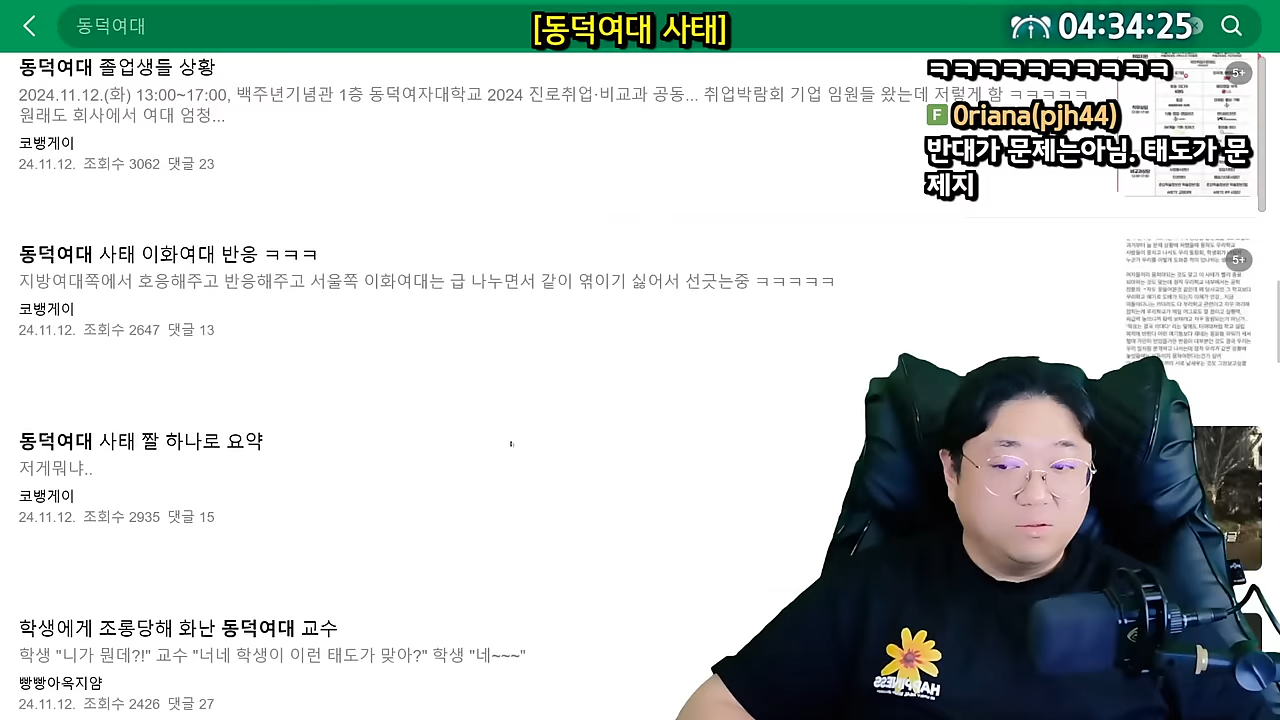 동덕여대
[동덕여대 사태]
04:34:25
동덕여대 졸업생들 상황
2024.11.12.(화) 13:00~17:00, 백주년기념관 1층 동덕여자대학교 2024 진로취업·비교과 공동... 취업박람회 기업 임원들 왔는데 저렇게 함 ㅋㅋㅋㅋㅋ
원래도 회사에서 여대 엄청...
코뱅게이
24.11.12. 조회수 3062 댓글 23
5+
ㅋㅋㅋㅋㅋㅋㅋㅋㅋㅋ
F 0riana(pjh44)
반대가 문제는아님. 태도가 문
제지
동덕여대 사태 이화여대 반응 ㅋㅋㅋ
지방여대쪽에서 호응해주고 반응해주고 서울쪽 이화여대는 급 나누면서 같이 엮이기 싫어서 선긋는중 ㅋㅋㅋㅋㅋ
코뱅게이
24.11.12. 조회수 2647 댓글 13
5+
동덕여대 사태 짤 하나로 요약
저게뭐냐..
코뱅게이
24.11.12. 조회수 2935 댓글 15
학생에게 조롱당해 화난 동덕여대 교수
학생 "니가 뭔데?!" 교수 "너네 학생이 이런 태도가 맞아?" 학생 "네~~~"
빵빵아옥지얌
24.11.12. 조회수 2426 댓글 27
HAPPINESS